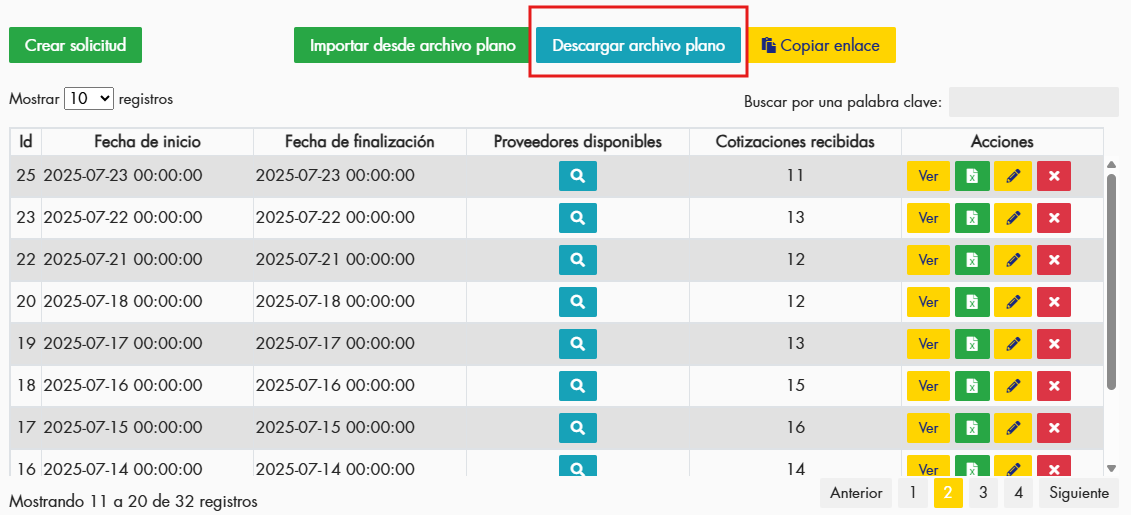 Crear solicitud Importar desde archivo plano Descargar archivo plano Copiar enlace
Mostrar 10 registros Buscar por una palabra clave:
Id Fecha de inicio Fecha de finalización Proveedores disponibles Cotizaciones recibidas Acciones
25 2025-07-23 00:00:00 2025-07-23 00:00:00 11 Ver
23 2025-07-22 00:00:00 2025-07-22 00:00:00 13 Ver
22 2025-07-21 00:00:00 2025-07-21 00:00:00 12 Ver
20 2025-07-18 00:00:00 2025-07-18 00:00:00 12 Ver
19 2025-07-17 00:00:00 2025-07-17 00:00:00 13 Ver
18 2025-07-16 00:00:00 2025-07-16 00:00:00 15 Ver
17 2025-07-15 00:00:00 2025-07-15 00:00:00 16 Ver
16 2025-07-14 00:00:00 2025-07-14 00:00:00 14 Ver
Mostrando 11 a 20 de 32 registros Anterior 1 2 3 4 Siguiente